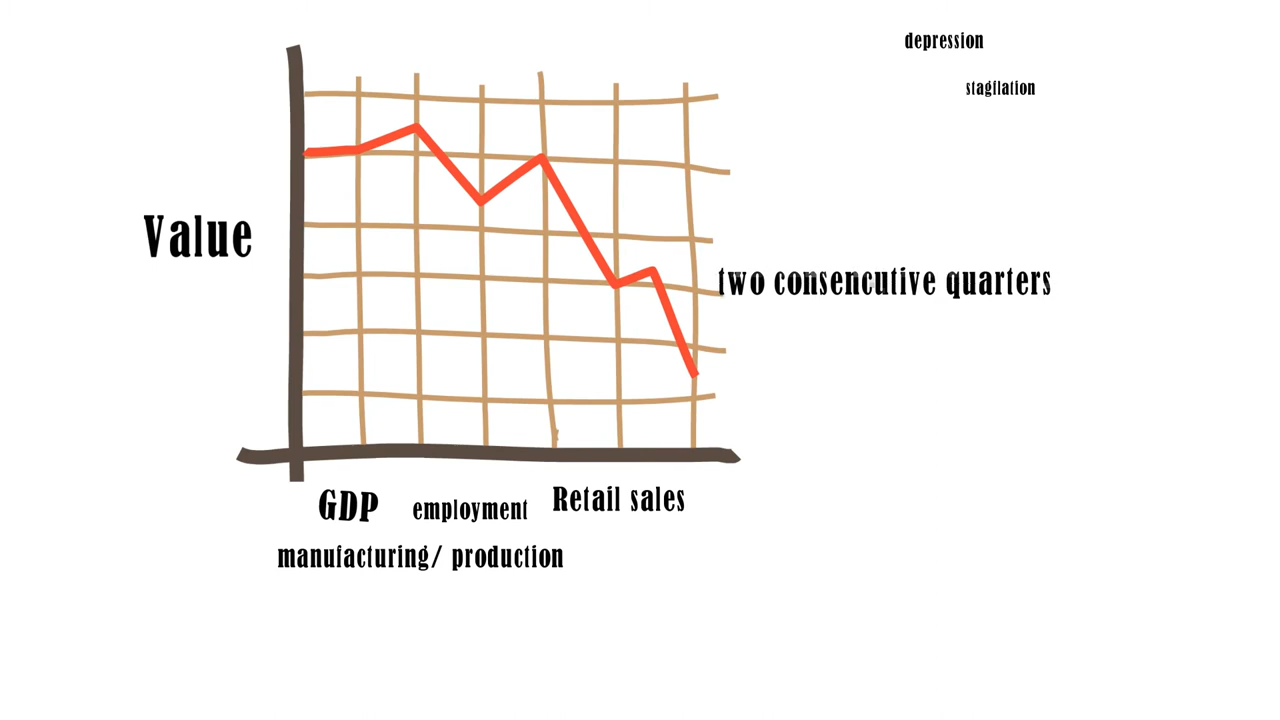 depression
stagflation
Value
two consencutive quarters
GDP employment Retail sales
manufacturing/ production